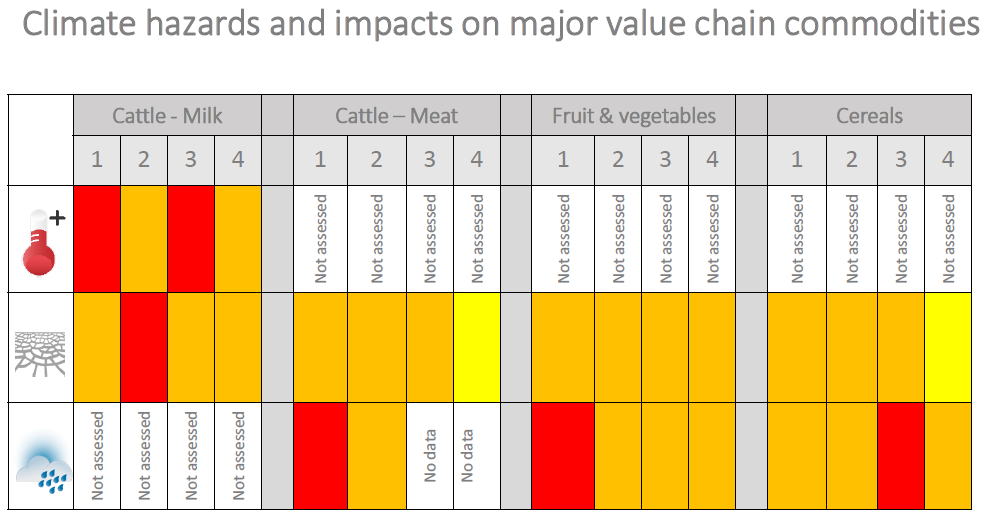 Climate hazards and impacts on major value chain commodities
Cattle - Milk Cattle – Meat Fruit & vegetables Cereals
1 2 3 4 1 2 3 4 1 2 3 4 1 2 3 4
+
Not assessed Not assessed Not assessed Not assessed Not assessed Not assessed Not assessed Not assessed Not assessed Not assessed Not assessed Not assessed
Not assessed Not assessed Not assessed Not assessed No data No data